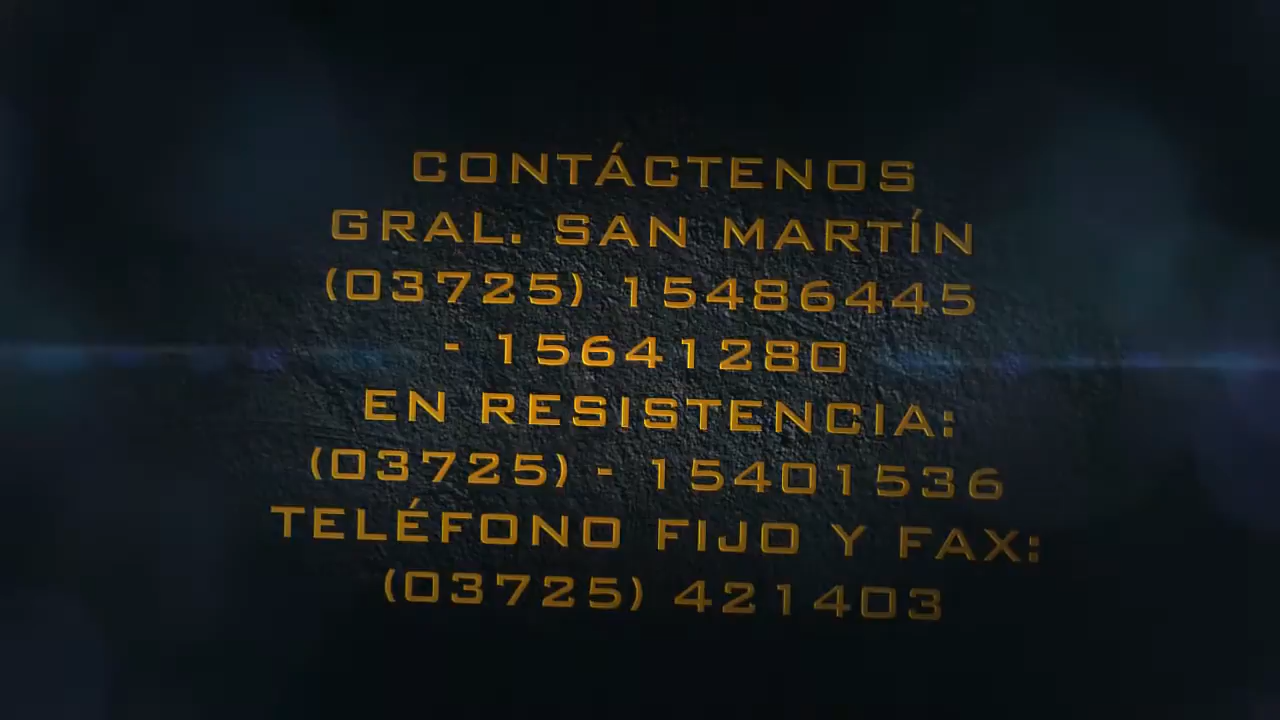 CONTÁCTENOS
GRAL. SAN MARTÍN
(03725) 15486445
- 15641280
EN RESISTENCIA:
(03725) - 15401536
TELÉFONO FIJO Y FAX:
(03725) 421403